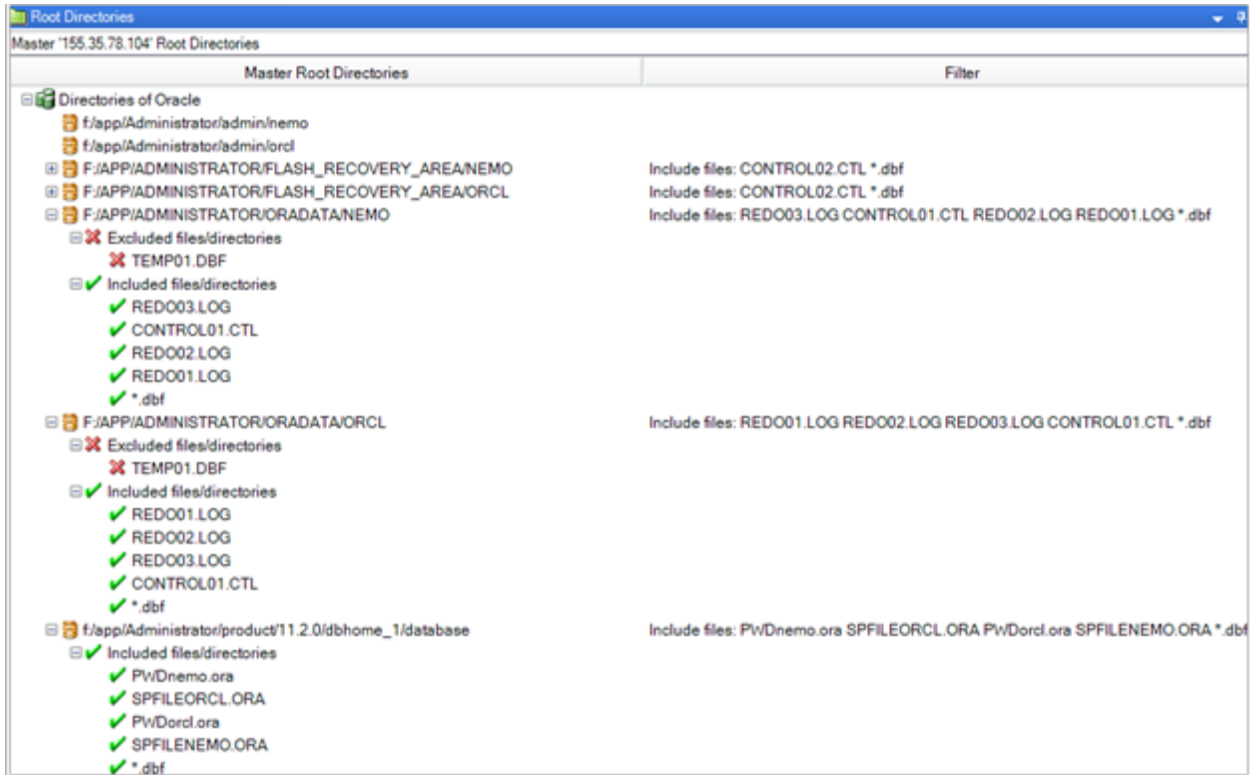 Root Directories
Master '155.35.78.104' Root Directories
Master Root Directories Filter
Directories of Oracle
f:/app/Administrator/admin/nemo
f:/app/Administrator/admin/orcl
F:/APP/ADMINISTRATOR/FLASH_RECOVERY_AREA/NEMO Include files: CONTROL02.CTL *.dbf
F:/APP/ADMINISTRATOR/FLASH_RECOVERY_AREA/ORCL Include files: CONTROL02.CTL *.dbf
F:/APP/ADMINISTRATOR/ORADATA/NEMO Include files: REDO03.LOG CONTROL01.CTL REDO02.LOG REDO01.LOG *.dbf
Excluded files/directories
TEMP01.DBF
Included files/directories
REDO03.LOG
CONTROL01.CTL
REDO02.LOG
REDO01.LOG
*.dbf
F:/APP/ADMINISTRATOR/ORADATA/ORCL Include files: REDO01.LOG REDO02.LOG REDO03.LOG CONTROL01.CTL *.dbf
Excluded files/directories
TEMP01.DBF
Included files/directories
REDO01.LOG
REDO02.LOG
REDO03.LOG
CONTROL01.CTL
*.dbf
f:/app/Administrator/product/11.2.0/dbhome_1/database Include files: PWDnemo.ora SPFILEORCL.ORA PWDorcl.ora SPFILENEMO.ORA *.dbf
Included files/directories
PWDnemo.ora
SPFILEORCL.ORA
PWDorcl.ora
SPFILENEMO.ORA
*.dbf